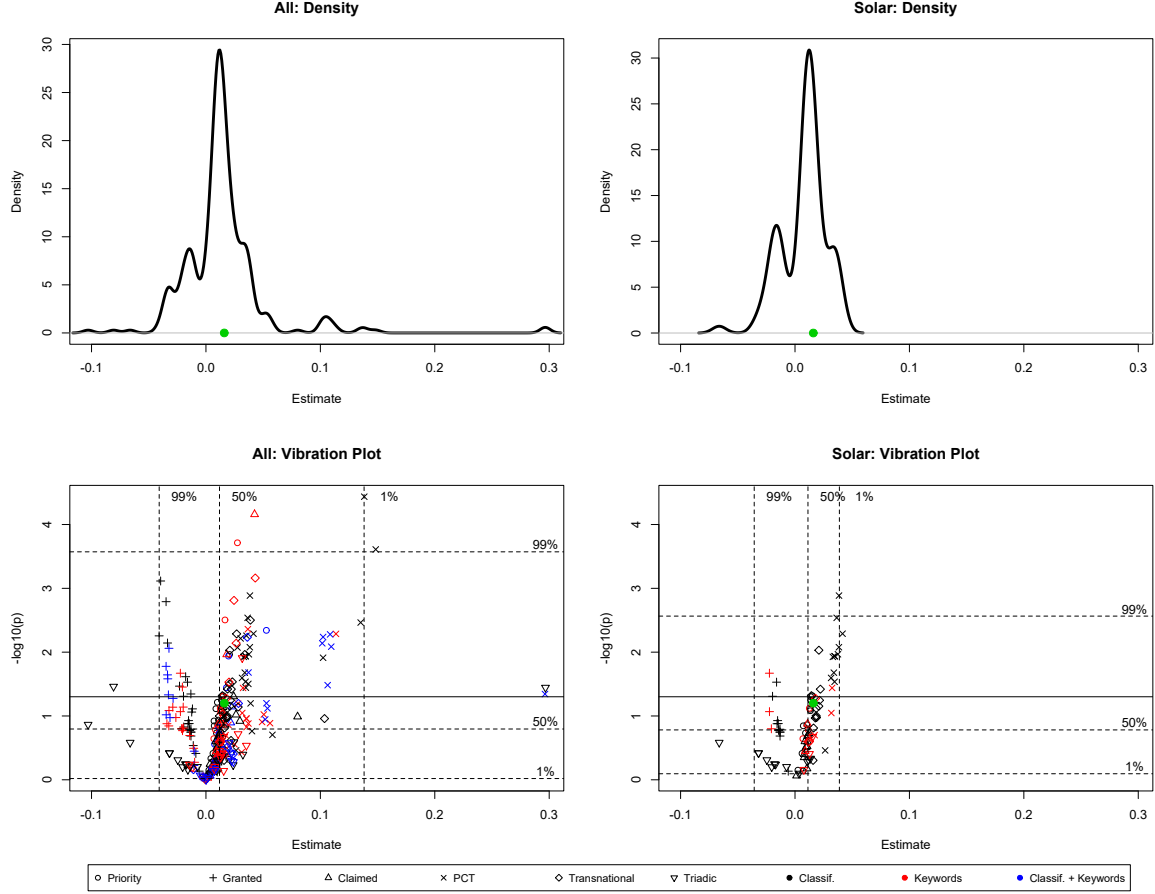 All: Density
Solar: Density
Density
0 5 10 15 20 25 30
-0.1 0.0 0.1 0.2 0.3
Estimate
Density
0 5 10 15 20 25 30
-0.1 0.0 0.1 0.2 0.3
Estimate
All: Vibration Plot
Solar: Vibration Plot
-log10(p)
0 1 2 3 4
99% 50% 1%
99%
50%
1%
-0.1 0.0 0.1 0.2 0.3
Estimate
-log10(p)
0 1 2 3 4
99% 50% 1%
99%
50%
1%
-0.1 0.0 0.1 0.2 0.3
Estimate
Priority Granted Claimed PCT Transnational Triadic Classif. Keywords Classif. + Keywords